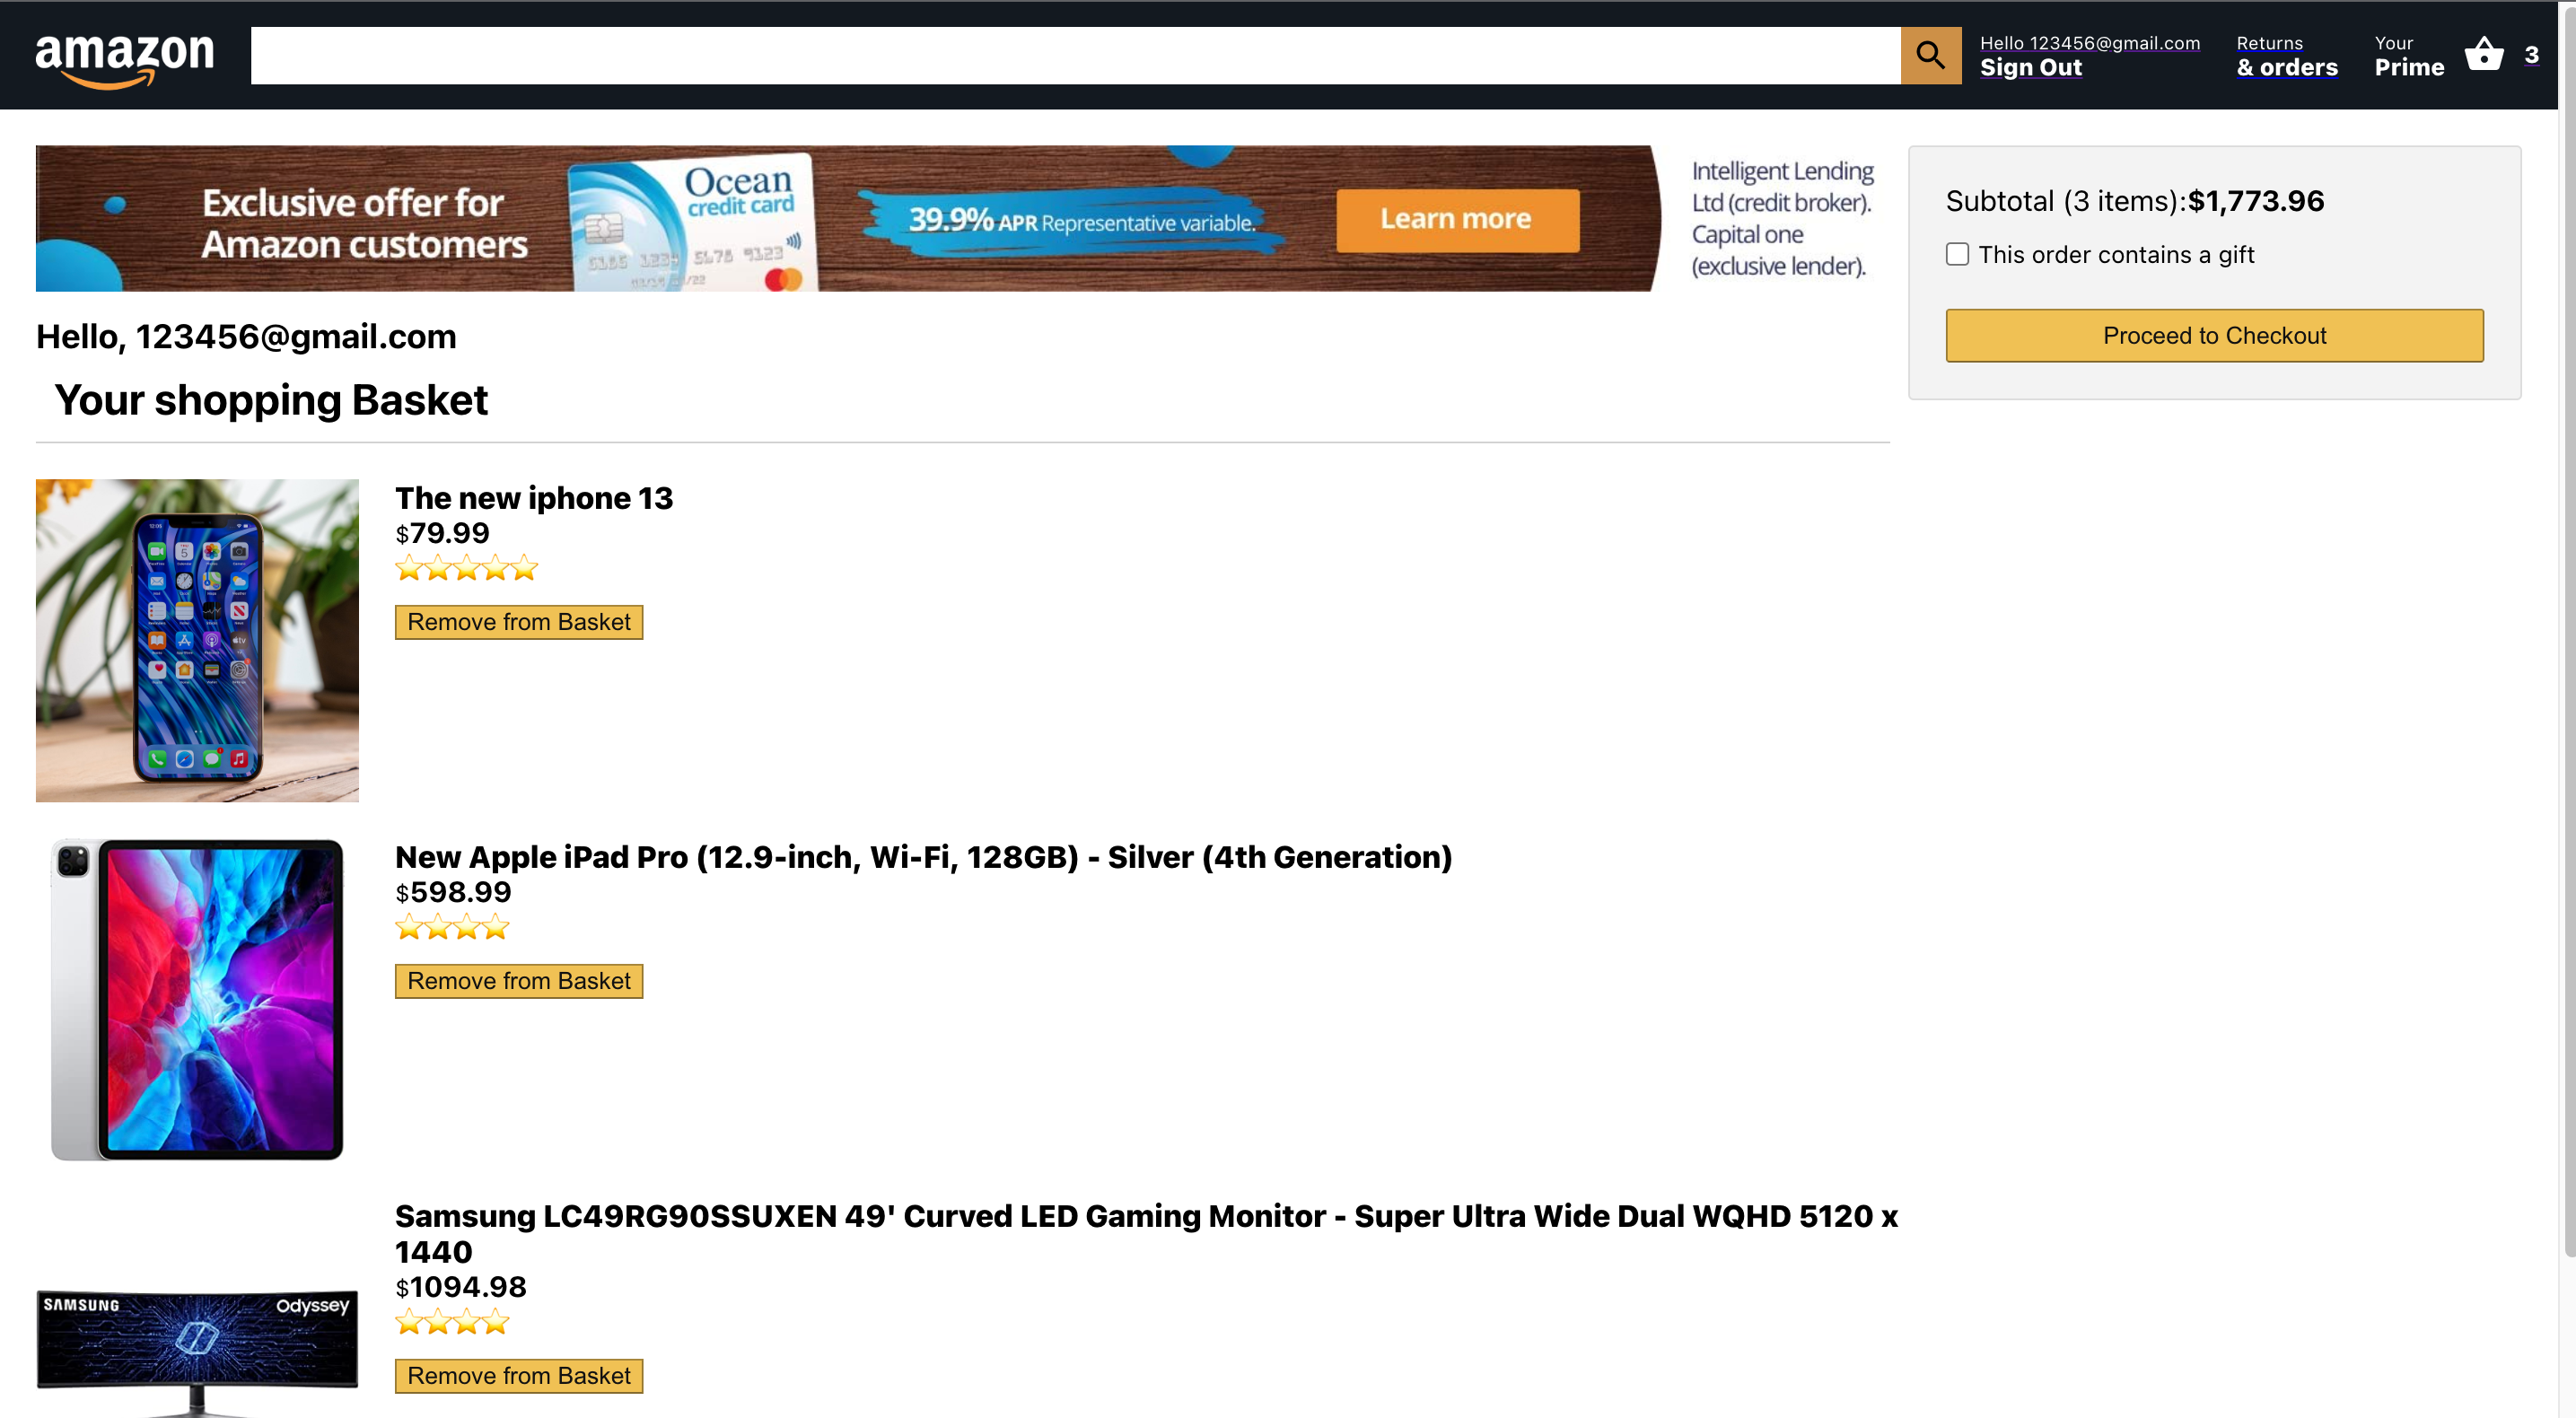 amazon
Hello 123456@gmail.com
Sign Out
Returns
& orders
Your
Prime
3
Exclusive offer for
Amazon customers
Ocean
credit card
39.9% APR Representative variable.
Learn more
Intelligent Lending
Ltd (credit broker).
Capital one
(exclusive lender).
Subtotal (3 items):$1,773.96
This order contains a gift
Proceed to Checkout
Hello, 123456@gmail.com
Your shopping Basket
The new iphone 13
$79.99
Remove from Basket
New Apple iPad Pro (12.9-inch, Wi-Fi, 128GB) - Silver (4th Generation)
$598.99
Remove from Basket
Samsung LC49RG90SSUXEN 49' Curved LED Gaming Monitor - Super Ultra Wide Dual WQHD 5120 x
1440
$1094.98
SAMSUNG
Odyssey
Remove from Basket